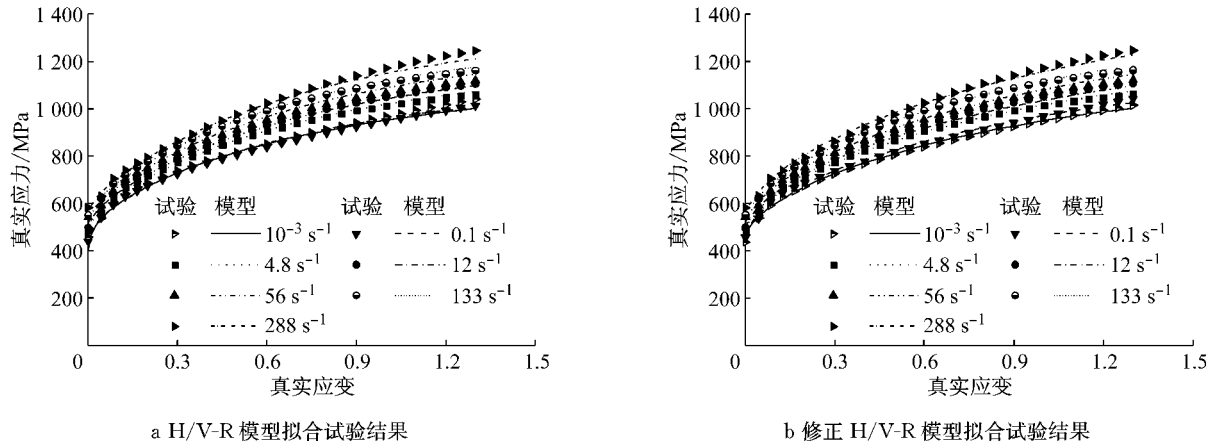 1 400
1 200
1 000
800
600
400
200
0
0.3
0.6
0.9
1.2
1.5
真实应力/MPa
真实应变
试验 模型 试验 模型
10⁻³ s⁻¹ 0.1 s⁻¹
4.8 s⁻¹ 12 s⁻¹
56 s⁻¹ 133 s⁻¹
288 s⁻¹
a H/V-R 模型拟合试验结果
1 400
1 200
1 000
800
600
400
200
0
0.3
0.6
0.9
1.2
1.5
真实应力/MPa
真实应变
试验 模型 试验 模型
10⁻³ s⁻¹ 0.1 s⁻¹
4.8 s⁻¹ 12 s⁻¹
56 s⁻¹ 133 s⁻¹
288 s⁻¹
b 修正 H/V-R 模型拟合试验结果